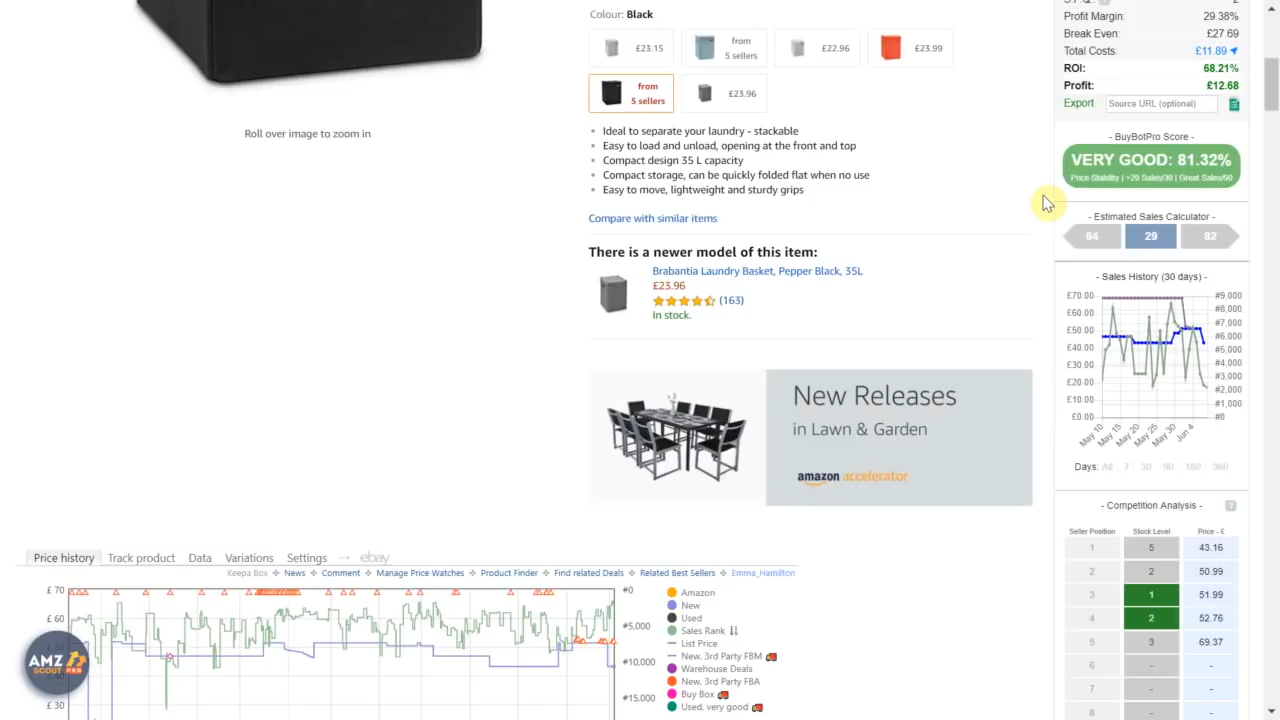 Colour: Black
£23.15
from
5 sellers
£22.96
£23.99
from
5 sellers
£23.96
Roll over image to zoom in
Ideal to separate your laundry - stackable
Easy to load and unload, opening at the front and top
Compact design 35 L capacity
Compact storage, can be quickly folded flat when no use
Easy to move, lightweight and sturdy grips
Compare with similar items
There is a newer model of this item:
Brabantia Laundry Basket, Pepper Black, 35L
£23.96
(163)
In stock.
New Releases
in Lawn & Garden
amazon accelerator
Price history Track product Data Variations Settings ebay
Keepa Box News Comment Manage Price Watches Product Finder Find related Deals Related Best Sellers Emma_Hamilton
£ 70
£ 60
£ 30
#0
#5,000
#10,000
#15,000
Amazon
New
Used
Sales Rank
List Price
New, 3rd Party FBM
Warehouse Deals
New, 3rd Party FBA
Buy Box
Used, very good
AMZ
SCOUT PRO
2
Profit Margin: 29.38%
Break Even: £27.69
Total Costs: £11.89
ROI: 68.21%
Profit: £12.68
Export Source URL (optional)
- BuyBotPro Score -
VERY GOOD: 81.32%
Price Stability | >20 Sales/30 | Great Sales/90
- Estimated Sales Calculator -
84 29 82
- Sales History (30 days) -
£70.00 #9,000
£60.00 #8,000
£50.00 #7,000
£40.00 #6,000
£30.00 #5,000
£20.00 #4,000
£10.00 #3,000
£0.00 #2,000
#1,000
#0
May 10 May 15 May 20 May 25 May 30 Jun 4
Days: All 7 30 90 180 360
- Competition Analysis - ?
Seller Position Stock Level Price - £
1 5 43.16
2 2 50.99
3 1 51.99
4 2 52.76
5 3 69.37
6 - -
7 - -
8 - -